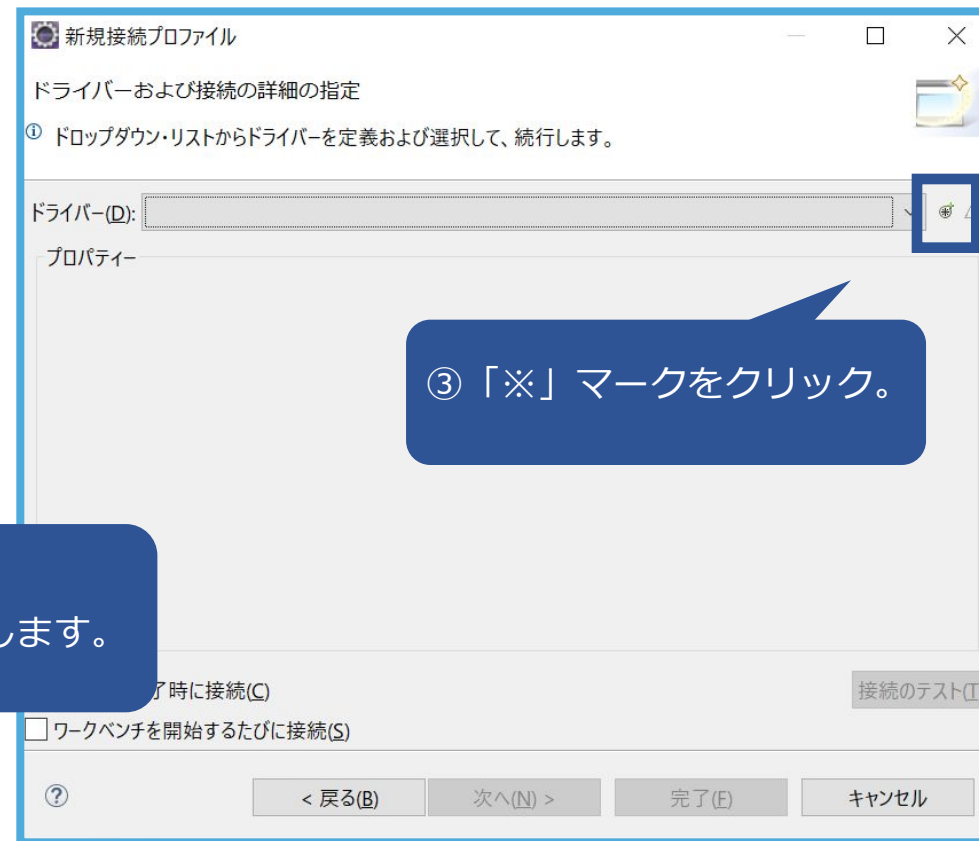 新規接続プロファイル
ドライバーおよび接続の詳細の指定
ドロップダウン・リストからドライバーを定義および選択して、続行します。
ドライバー(D):
プロパティー
③「※」マークをクリック。
します。
了時に接続(C)
接続のテスト(T
ワークベンチを開始するたびに接続(S)
< 戻る(B)
次へ(N) >
完了(F)
キャンセル